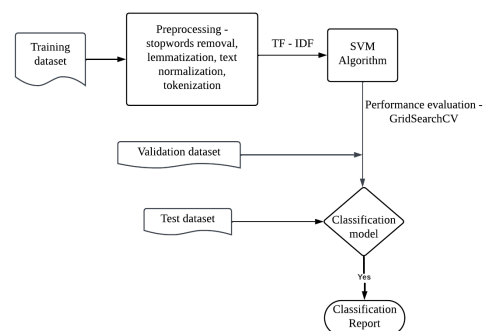 Training
dataset
Preprocessing -
stopwords removal,
lemmatization, text
normalization,
tokenization
TF - IDF
SVM
Algorithm
Performance evaluation -
GridSearchCV
Validation dataset
Test dataset
Classification
model
Yes
Classification
Report